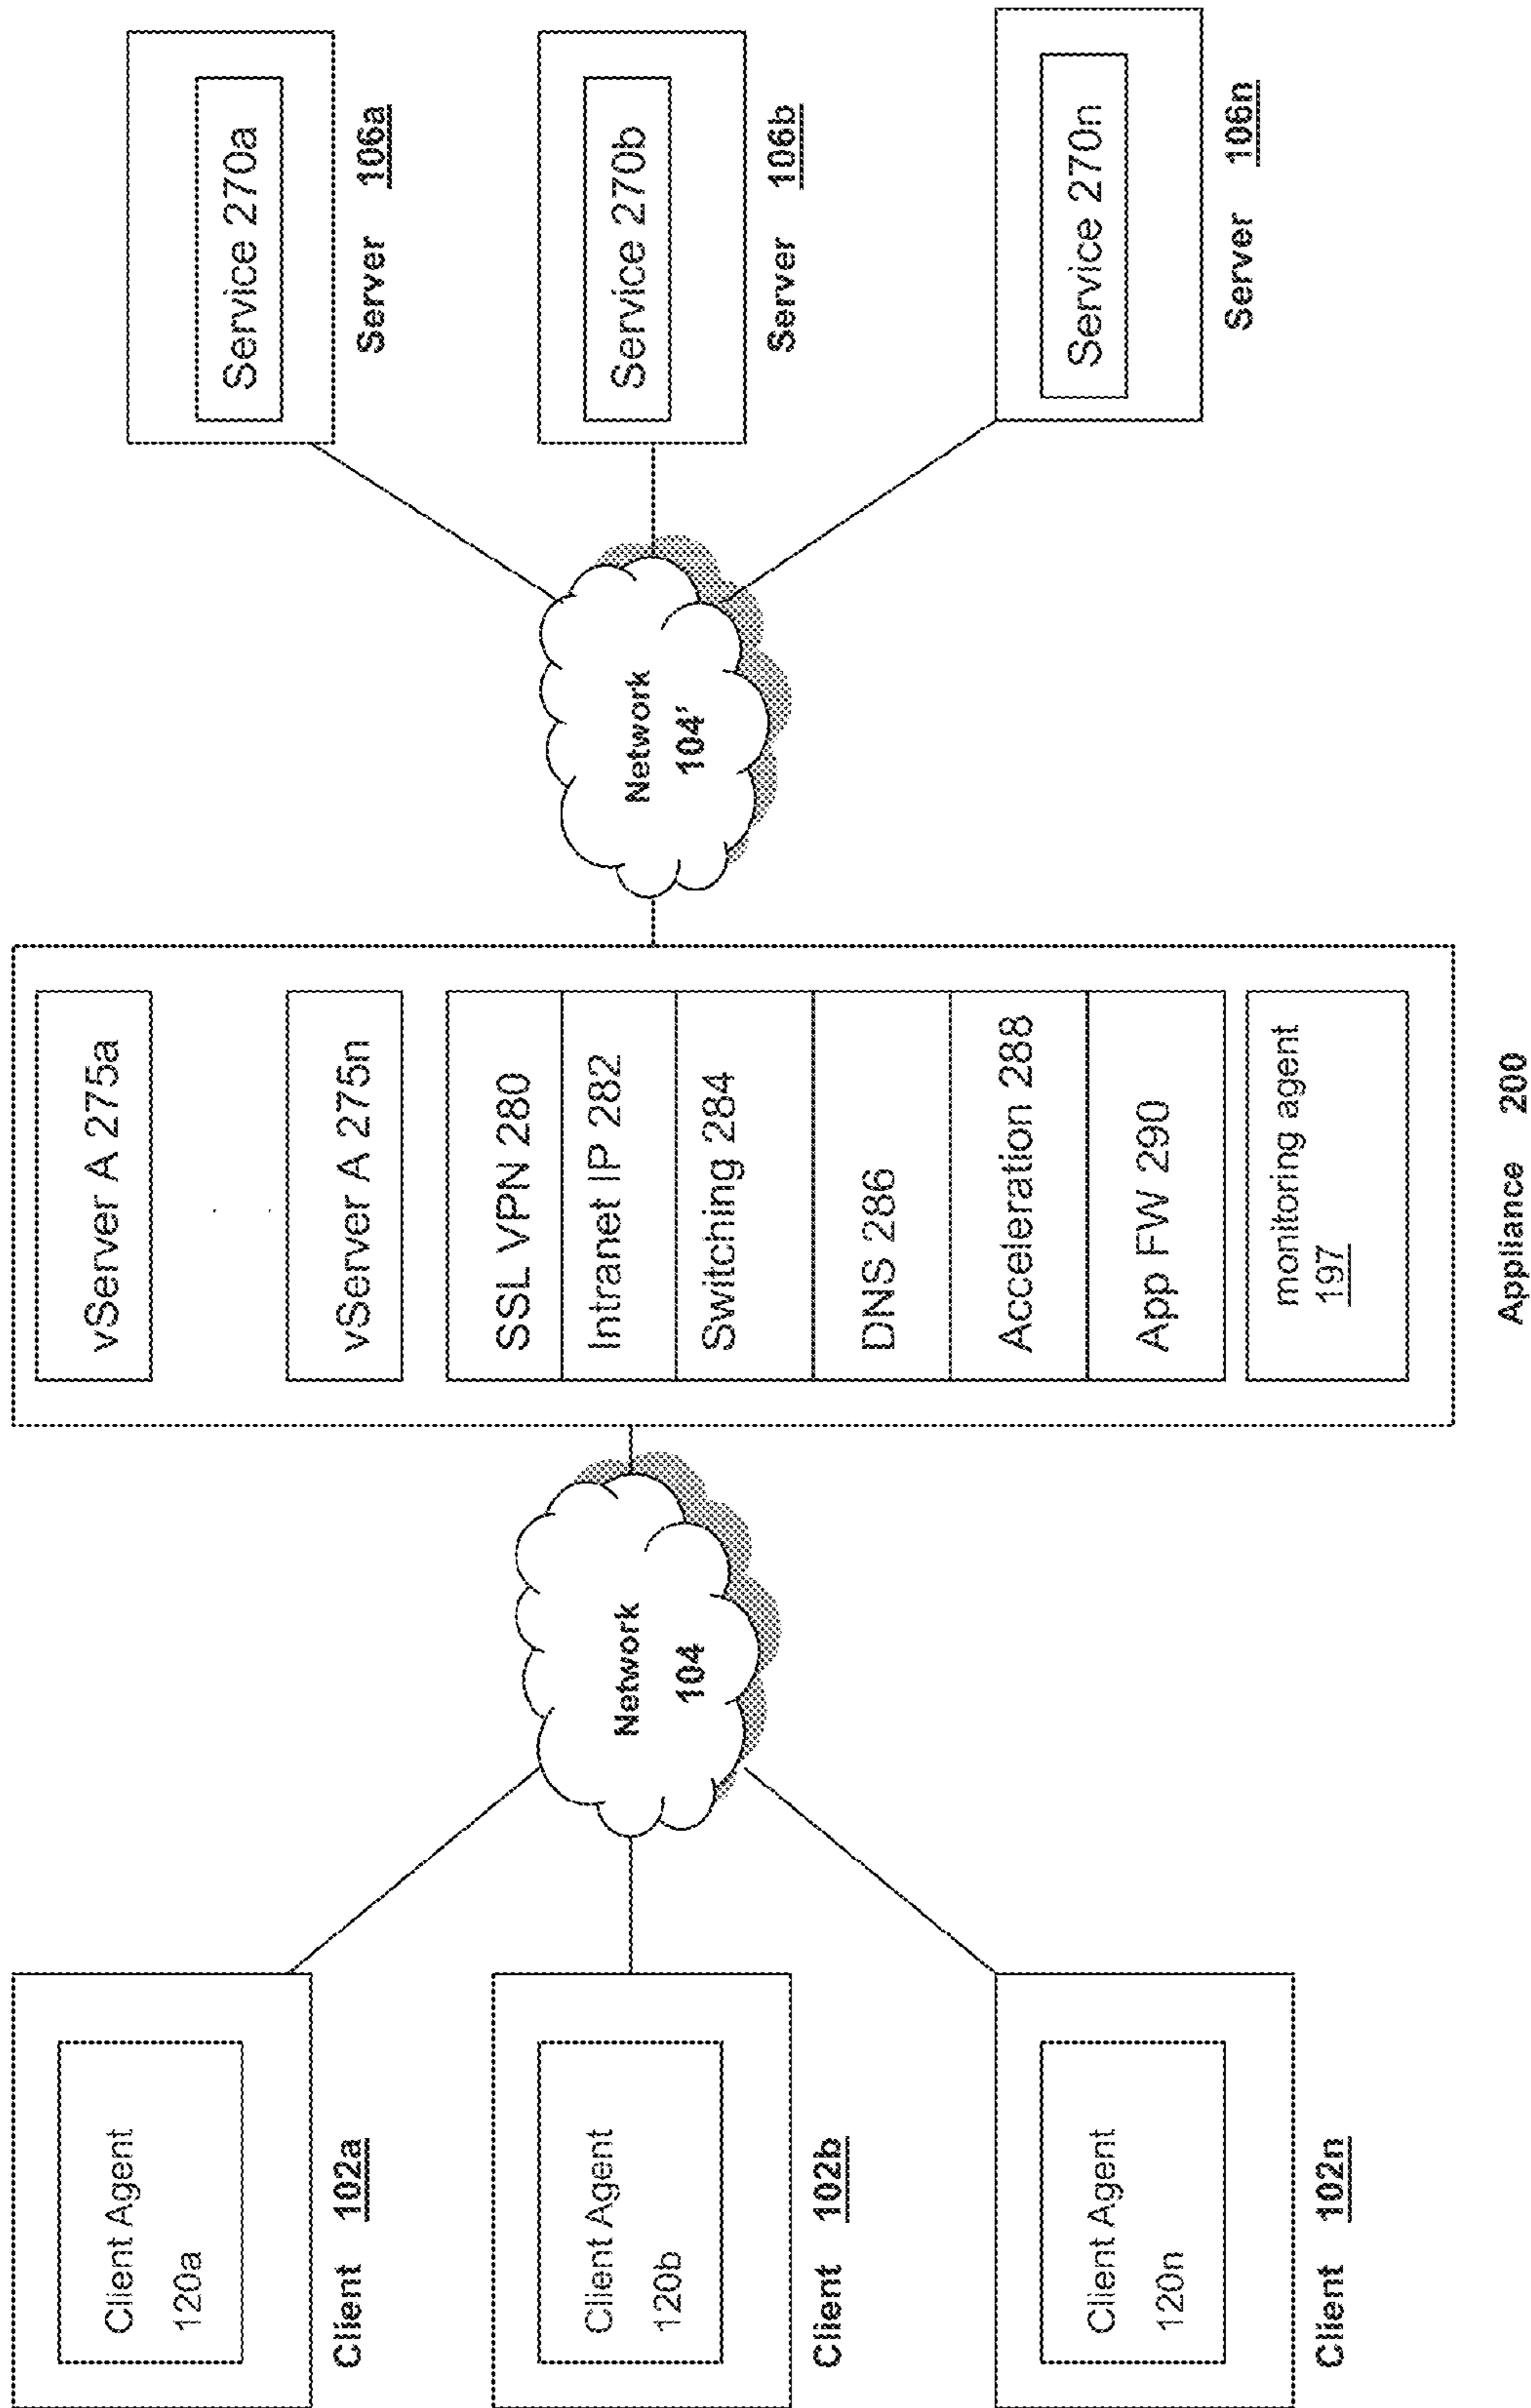 Client Agent
120a
Client 102a
Client Agent
120b
Client 102b
Client Agent
120n
Client 102n
Network
104
vServer A 275a
vServer A 275n
SSL VPN 280
Intranet IP 282
Switching 284
DNS 286
Acceleration 288
App FW 290
monitoring agent
197
Appliance 200
Network
104'
Service 270a
Server 106a
Service 270b
Server 106b
Service 270n
Server 106n